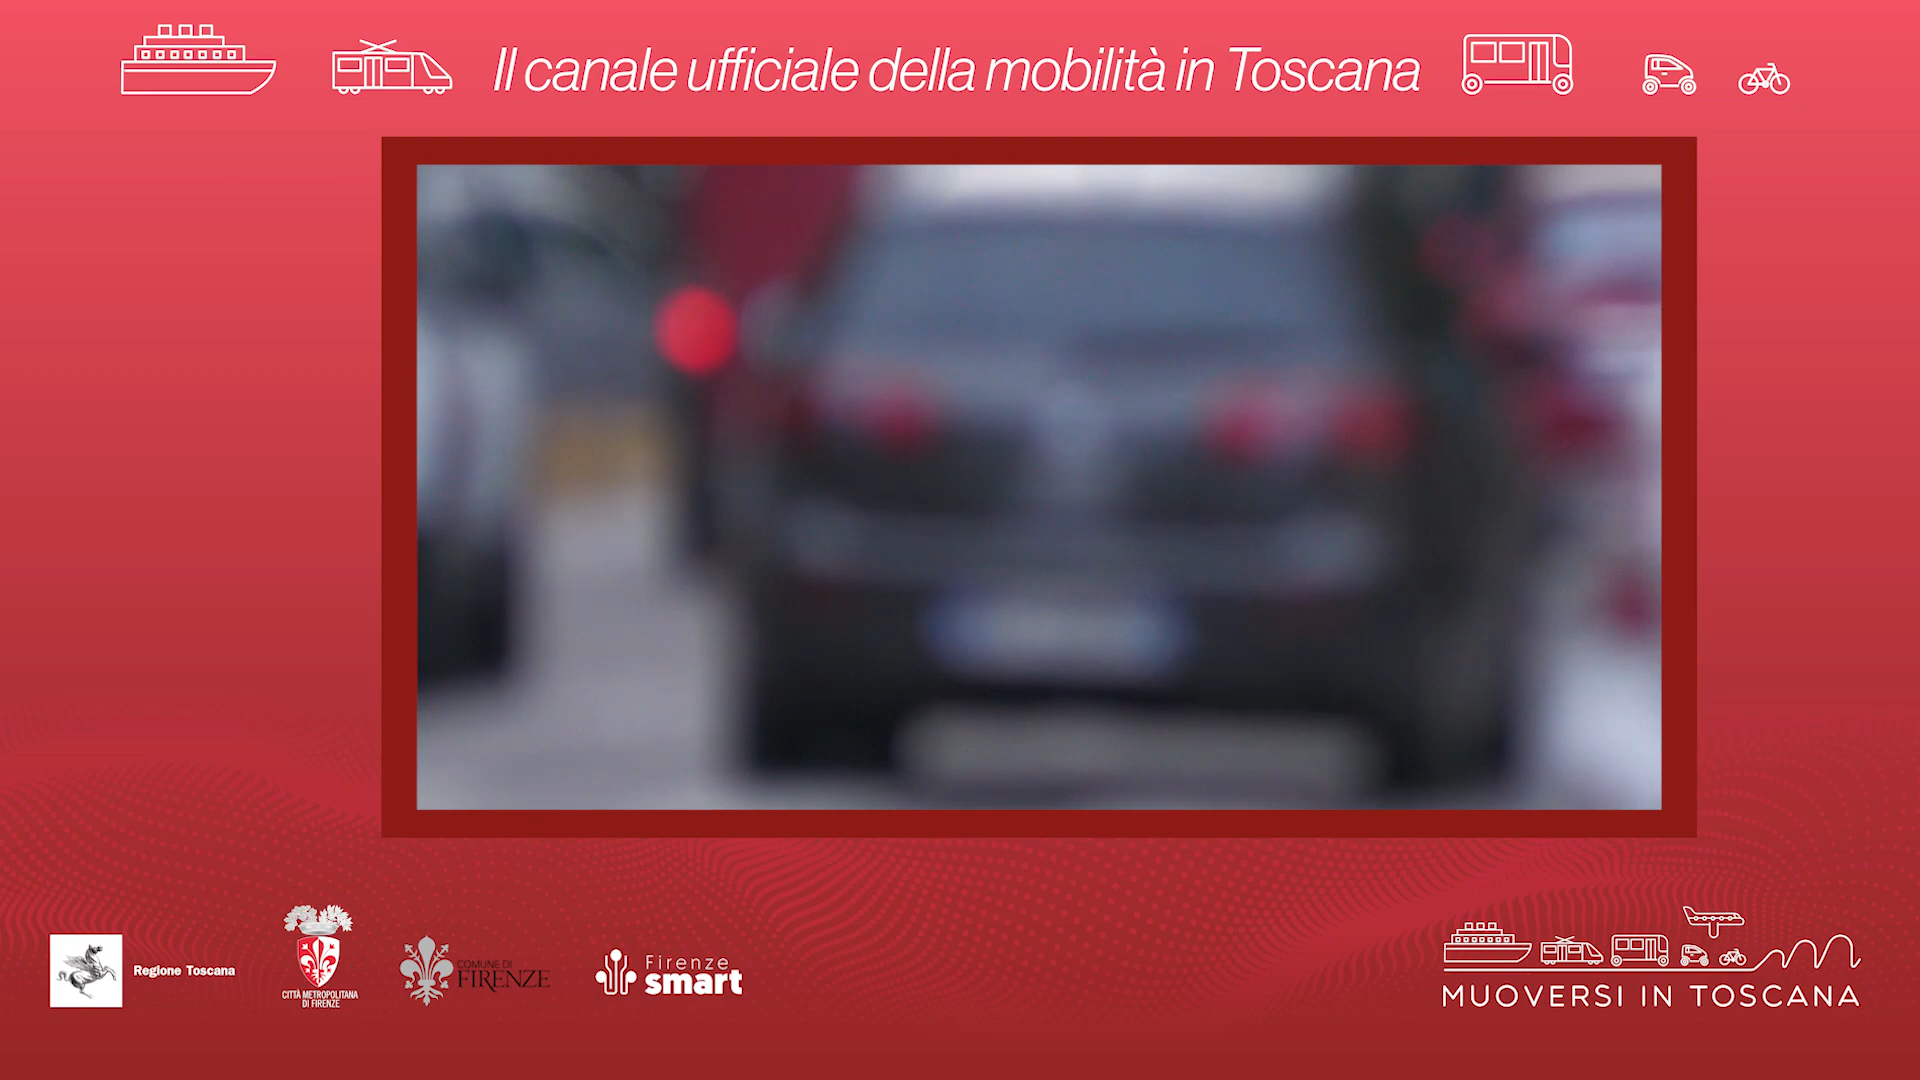 Il canale ufficiale della mobilità in Toscana
Regione Toscana
CITTÀ METROPOLITANA
DI FIRENZE
COMUNE DI
FIRENZE
Firenze
smart
MUOVERSI IN TOSCANA